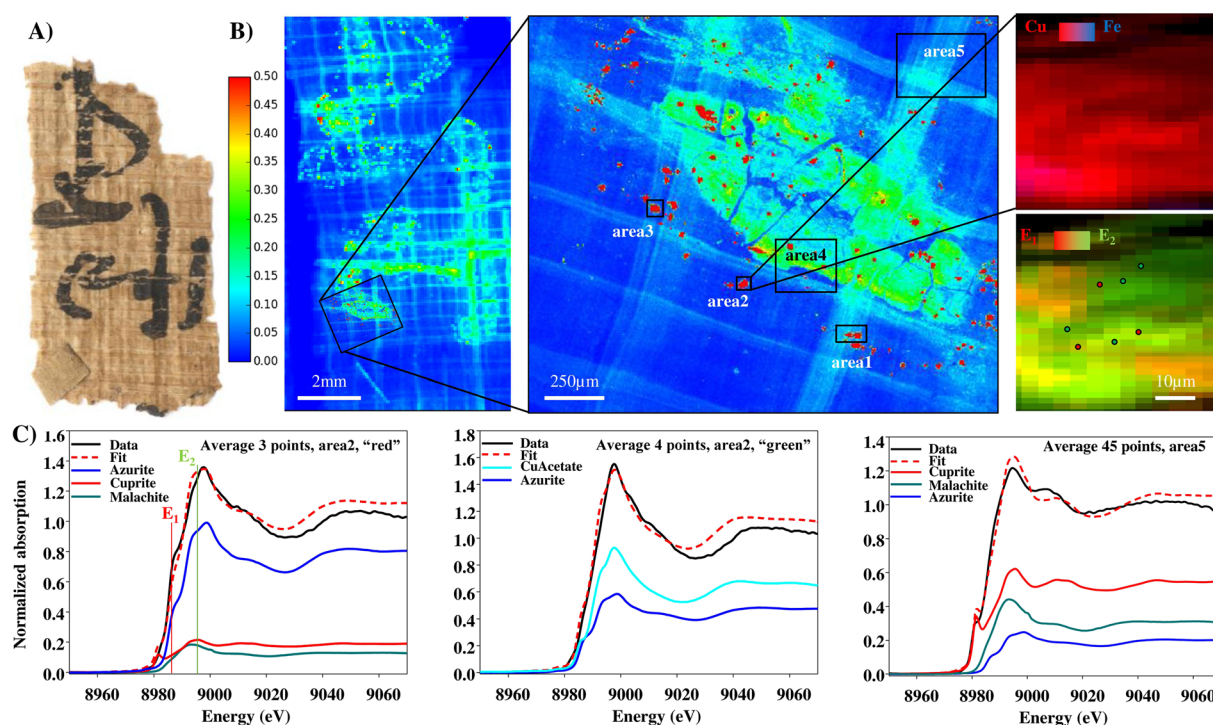 A)
B)
0.50
0.45
0.40
0.35
0.30
0.25
0.20
0.15
0.10
0.05
0.00
2mm
area5
area3
area4
area2
area1
250µm
Cu Fe
E1 E2
10µm
C)
Normalized absorption
1.6
1.4
1.2
1.0
0.8
0.6
0.4
0.2
0.0
Data
Fit
Azurite
Cuprite
Malachite
Average 3 points, area2, “red”
E2
E1
8960 8980 9000 9020 9040 9060
Energy (eV)
1.8
1.6
1.4
1.2
1.0
0.8
0.6
0.4
0.2
0.0
Data
Fit
CuAcetate
Azurite
Average 4 points, area2, “green”
8960 8980 9000 9020 9040 9060
Energy (eV)
1.4
1.2
1.0
0.8
0.6
0.4
0.2
0.0
Data
Fit
Cuprite
Malachite
Azurite
Average 45 points, area5
8960 8980 9000 9020 9040 9060
Energy (eV)